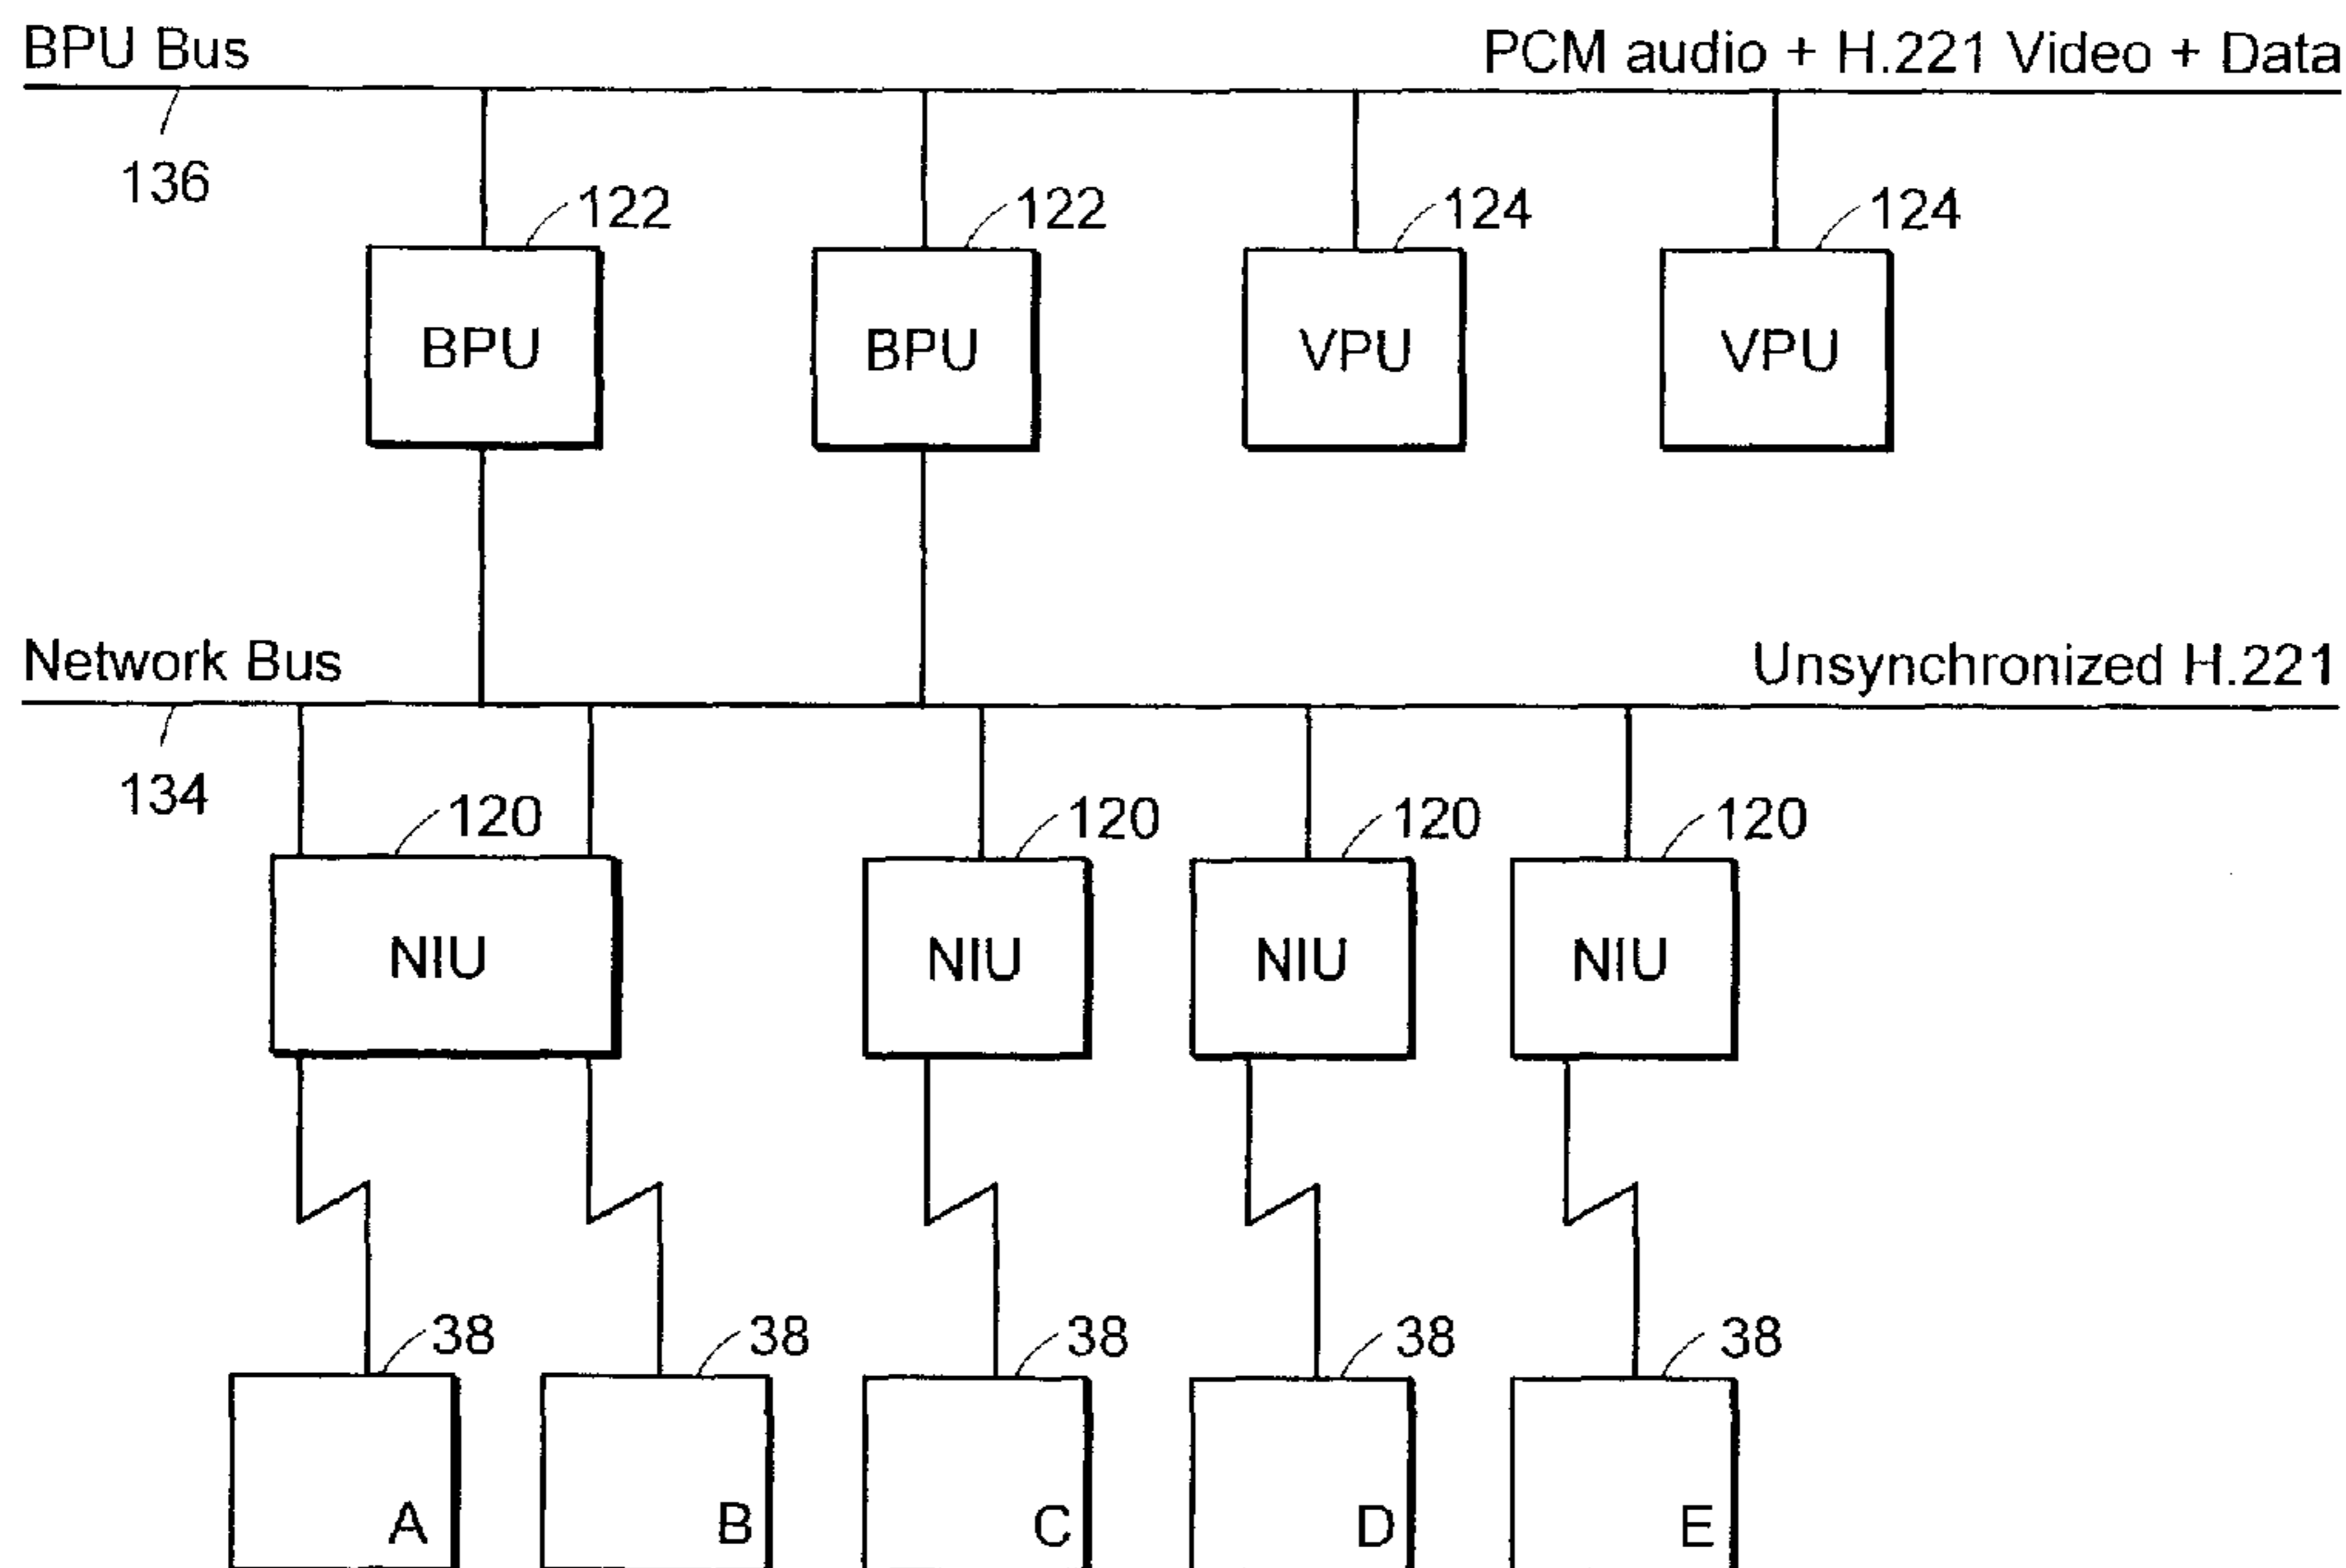 BPU Bus
PCM audio + H.221 Video + Data
136
122
122
124
124
BPU
BPU
VPU
VPU
Network Bus
Unsynchronized H.221
134
120
120
120
120
NIU
NIU
NIU
NIU
38
38
38
38
38
A
B
C
D
E